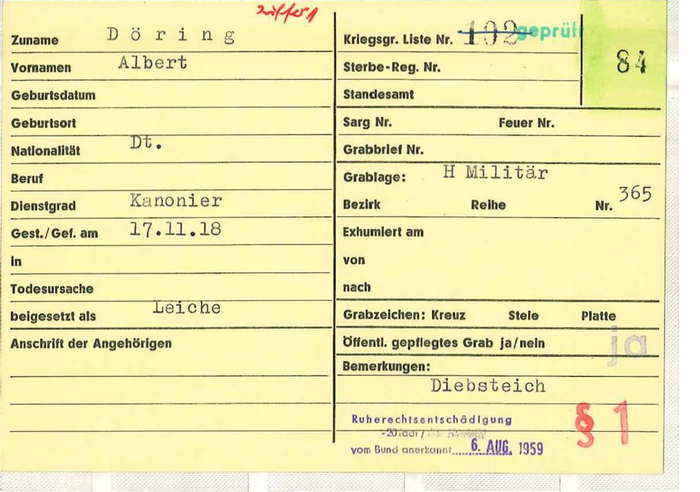 ziffer 1
Zuname Döring
Vornamen Albert
Geburtsdatum
Geburtsort
Nationalität Dt.
Beruf
Dienstgrad Kanonier
Gest./Gef. am 17.11.18
in
Todesursache
beigesetzt als Leiche
Anschrift der Angehörigen
Kriegsgr. Liste Nr. 192 geprüft
84
Sterbe-Reg. Nr.
Standesamt
Sarg Nr. Feuer Nr.
Grabbrief Nr.
Grablage: H Militär
Bezirk Reihe Nr. 365
Exhumiert am
von
nach
Grabzeichen: Kreuz Stele Platte
Öffentl. gepflegtes Grab ja/nein ja
Bemerkungen:
Diebsteich
Ruherechtsentschädigung
§ 1
vom Bund anerkannt 6. AUG. 1959